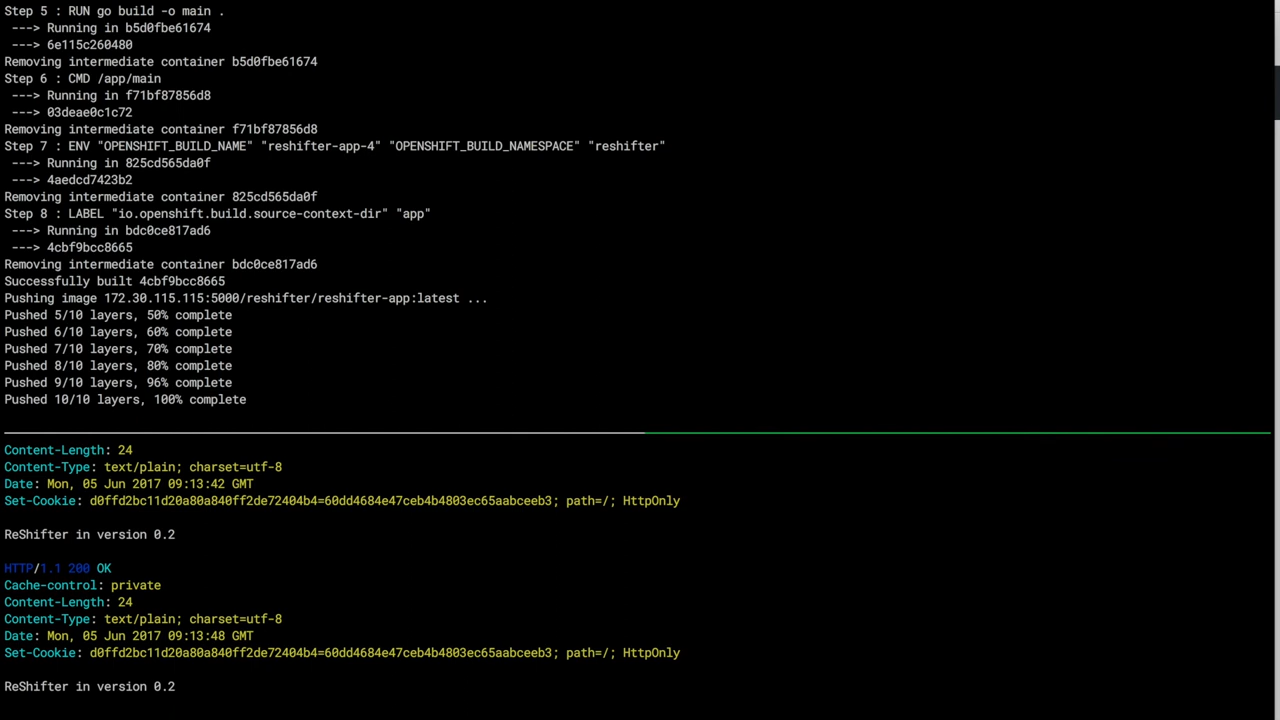 Step 5 : RUN go build -o main .
 ---> Running in b5d0fbe61674
 ---> 6e115c260480
Removing intermediate container b5d0fbe61674
Step 6 : CMD /app/main
 ---> Running in f71bf87856d8
 ---> 03deae0c1c72
Removing intermediate container f71bf87856d8
Step 7 : ENV "OPENSHIFT_BUILD_NAME" "reshifter-app-4" "OPENSHIFT_BUILD_NAMESPACE" "reshifter"
 ---> Running in 825cd565da0f
 ---> 4aedcd7423b2
Removing intermediate container 825cd565da0f
Step 8 : LABEL "io.openshift.build.source-context-dir" "app"
 ---> Running in bdc0ce817ad6
 ---> 4cbf9bcc8665
Removing intermediate container bdc0ce817ad6
Successfully built 4cbf9bcc8665
Pushing image 172.30.115.115:5000/reshifter/reshifter-app:latest ...
Pushed 5/10 layers, 50% complete
Pushed 6/10 layers, 60% complete
Pushed 7/10 layers, 70% complete
Pushed 8/10 layers, 80% complete
Pushed 9/10 layers, 96% complete
Pushed 10/10 layers, 100% complete
Content-Length: 24
Content-Type: text/plain; charset=utf-8
Date: Mon, 05 Jun 2017 09:13:42 GMT
Set-Cookie: d0ffd2bc11d20a80a840ff2de72404b4=60dd4684e47ceb4b4803ec65aabceeb3; path=/; HttpOnly
ReShifter in version 0.2
HTTP/1.1 200 OK
Cache-control: private
Content-Length: 24
Content-Type: text/plain; charset=utf-8
Date: Mon, 05 Jun 2017 09:13:48 GMT
Set-Cookie: d0ffd2bc11d20a80a840ff2de72404b4=60dd4684e47ceb4b4803ec65aabceeb3; path=/; HttpOnly
ReShifter in version 0.2